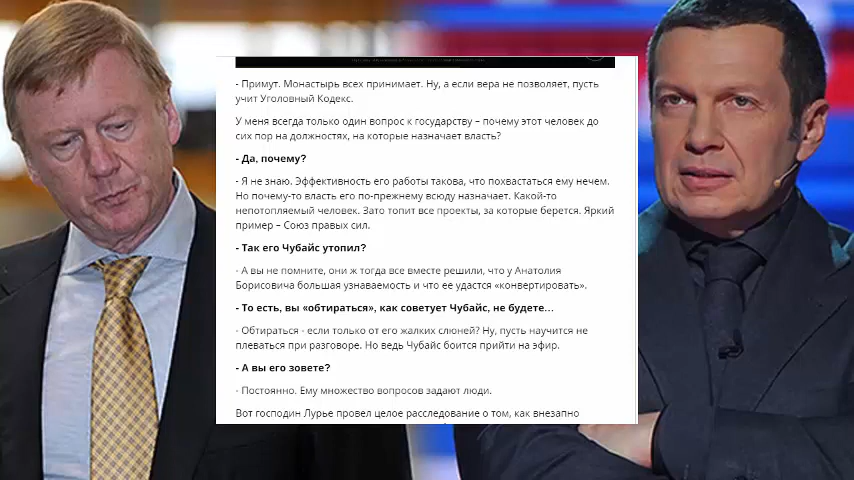 - Примут. Монастырь всех принимает. Ну, а если вера не позволяет, пусть
учит Уголовный Кодекс.
У меня всегда только один вопрос к государству – почему этот человек до
сих пор на должностях, на которые назначает власть?
- Да, почему?
- Я не знаю. Эффективность его работы такова, что похвастаться ему нечем.
Но почему-то власть его по-прежнему всюду назначает. Какой-то
непотопляемый человек. Зато топит все проекты, за которые берется. Яркий
пример – Союз правых сил.
- Так его Чубайс утопил?
- А вы не помните, они ж тогда все вместе решили, что у Анатолия
Борисовича большая узнаваемость и что ее удастся «конвертировать».
- То есть, вы «обтираться», как советует Чубайс, не будете…
- Обтираться - если только от его жалких слюней? Ну, пусть научится не
плеваться при разговоре. Но ведь Чубайс боится прийти на эфир.
- А вы его зовете?
- Постоянно. Ему множество вопросов задают люди.
Вот господин Лурье провел целое расследование о том, как внезапно